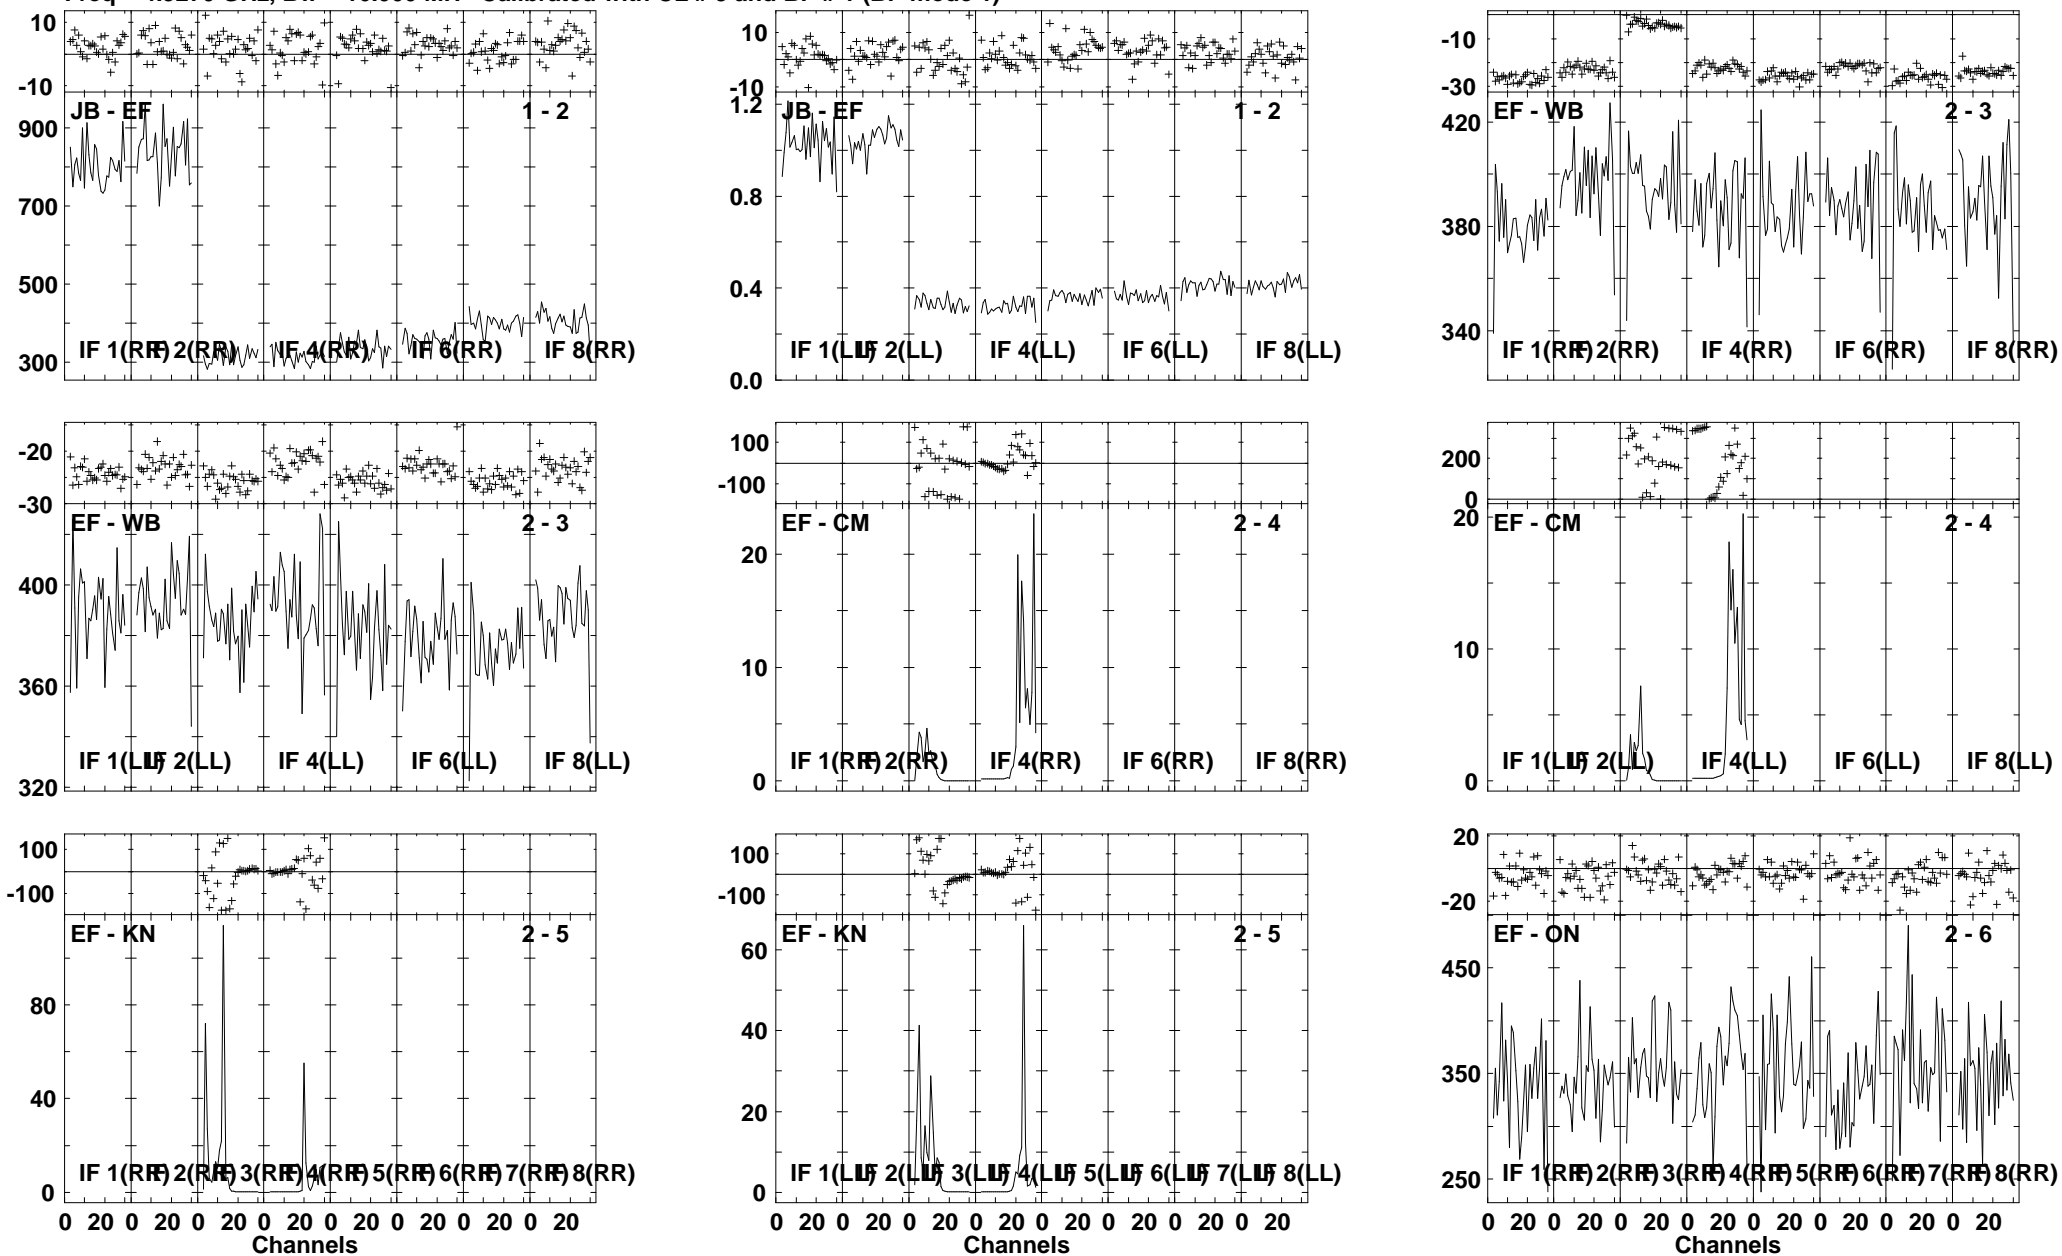 10
-10
JB - EF 1 - 2
900
700
500
300
IF 1(RR) IF 2(RR) IF 4(RR) IF 6(RR) IF 8(RR)
10
-10
1.2
JB - EF 1 - 2
0.8
0.4
0.0
IF 1(LL) IF 2(LL) IF 4(LL) IF 6(LL) IF 8(LL)
-10
-30
EF - WB 2 - 3
420
380
340
IF 1(RR) IF 2(RR) IF 4(RR) IF 6(RR) IF 8(RR)
-20
-30
EF - WB 2 - 3
400
360
320
IF 1(LL) IF 2(LL) IF 4(LL) IF 6(LL) IF 8(LL)
100
-100
EF - CM 2 - 4
20
10
0
IF 1(RR) IF 2(RR) IF 4(RR) IF 6(RR) IF 8(RR)
200
0
20
EF - CM 2 - 4
10
0
IF 1(LL) IF 2(LL) IF 4(LL) IF 6(LL) IF 8(LL)
100
-100
EF - KN 2 - 5
80
40
0
IF 1(RR) IF 2(RR) IF 3(RR) IF 4(RR) IF 5(RR) IF 6(RR) IF 7(RR) IF 8(RR)
0 20 0 20 0 20 0 20 0 20 0 20 0 20 0 20
Channels
100
-100
EF - KN 2 - 5
60
40
20
0
IF 1(LL) IF 2(LL) IF 3(LL) IF 4(LL) IF 5(LL) IF 6(LL) IF 7(LL) IF 8(LL)
0 20 0 20 0 20 0 20 0 20 0 20 0 20 0 20
Channels
20
-20
EF - ON 2 - 6
450
350
250
IF 1(RR) IF 2(RR) IF 3(RR) IF 4(RR) IF 5(RR) IF 6(RR) IF 7(RR) IF 8(RR)
0 20 0 20 0 20 0 20 0 20 0 20 0 20 0 20
Channels